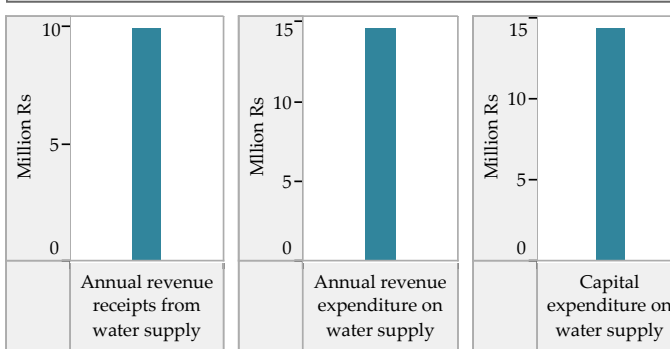 Million Rs
10
5
0
Annual revenue
receipts from
water supply
MIlion Rs
15
10
5
0
Annual revenue
expenditure on
water supply
Million Rs
15
10
5
0
Capital
expenditure on
water supply